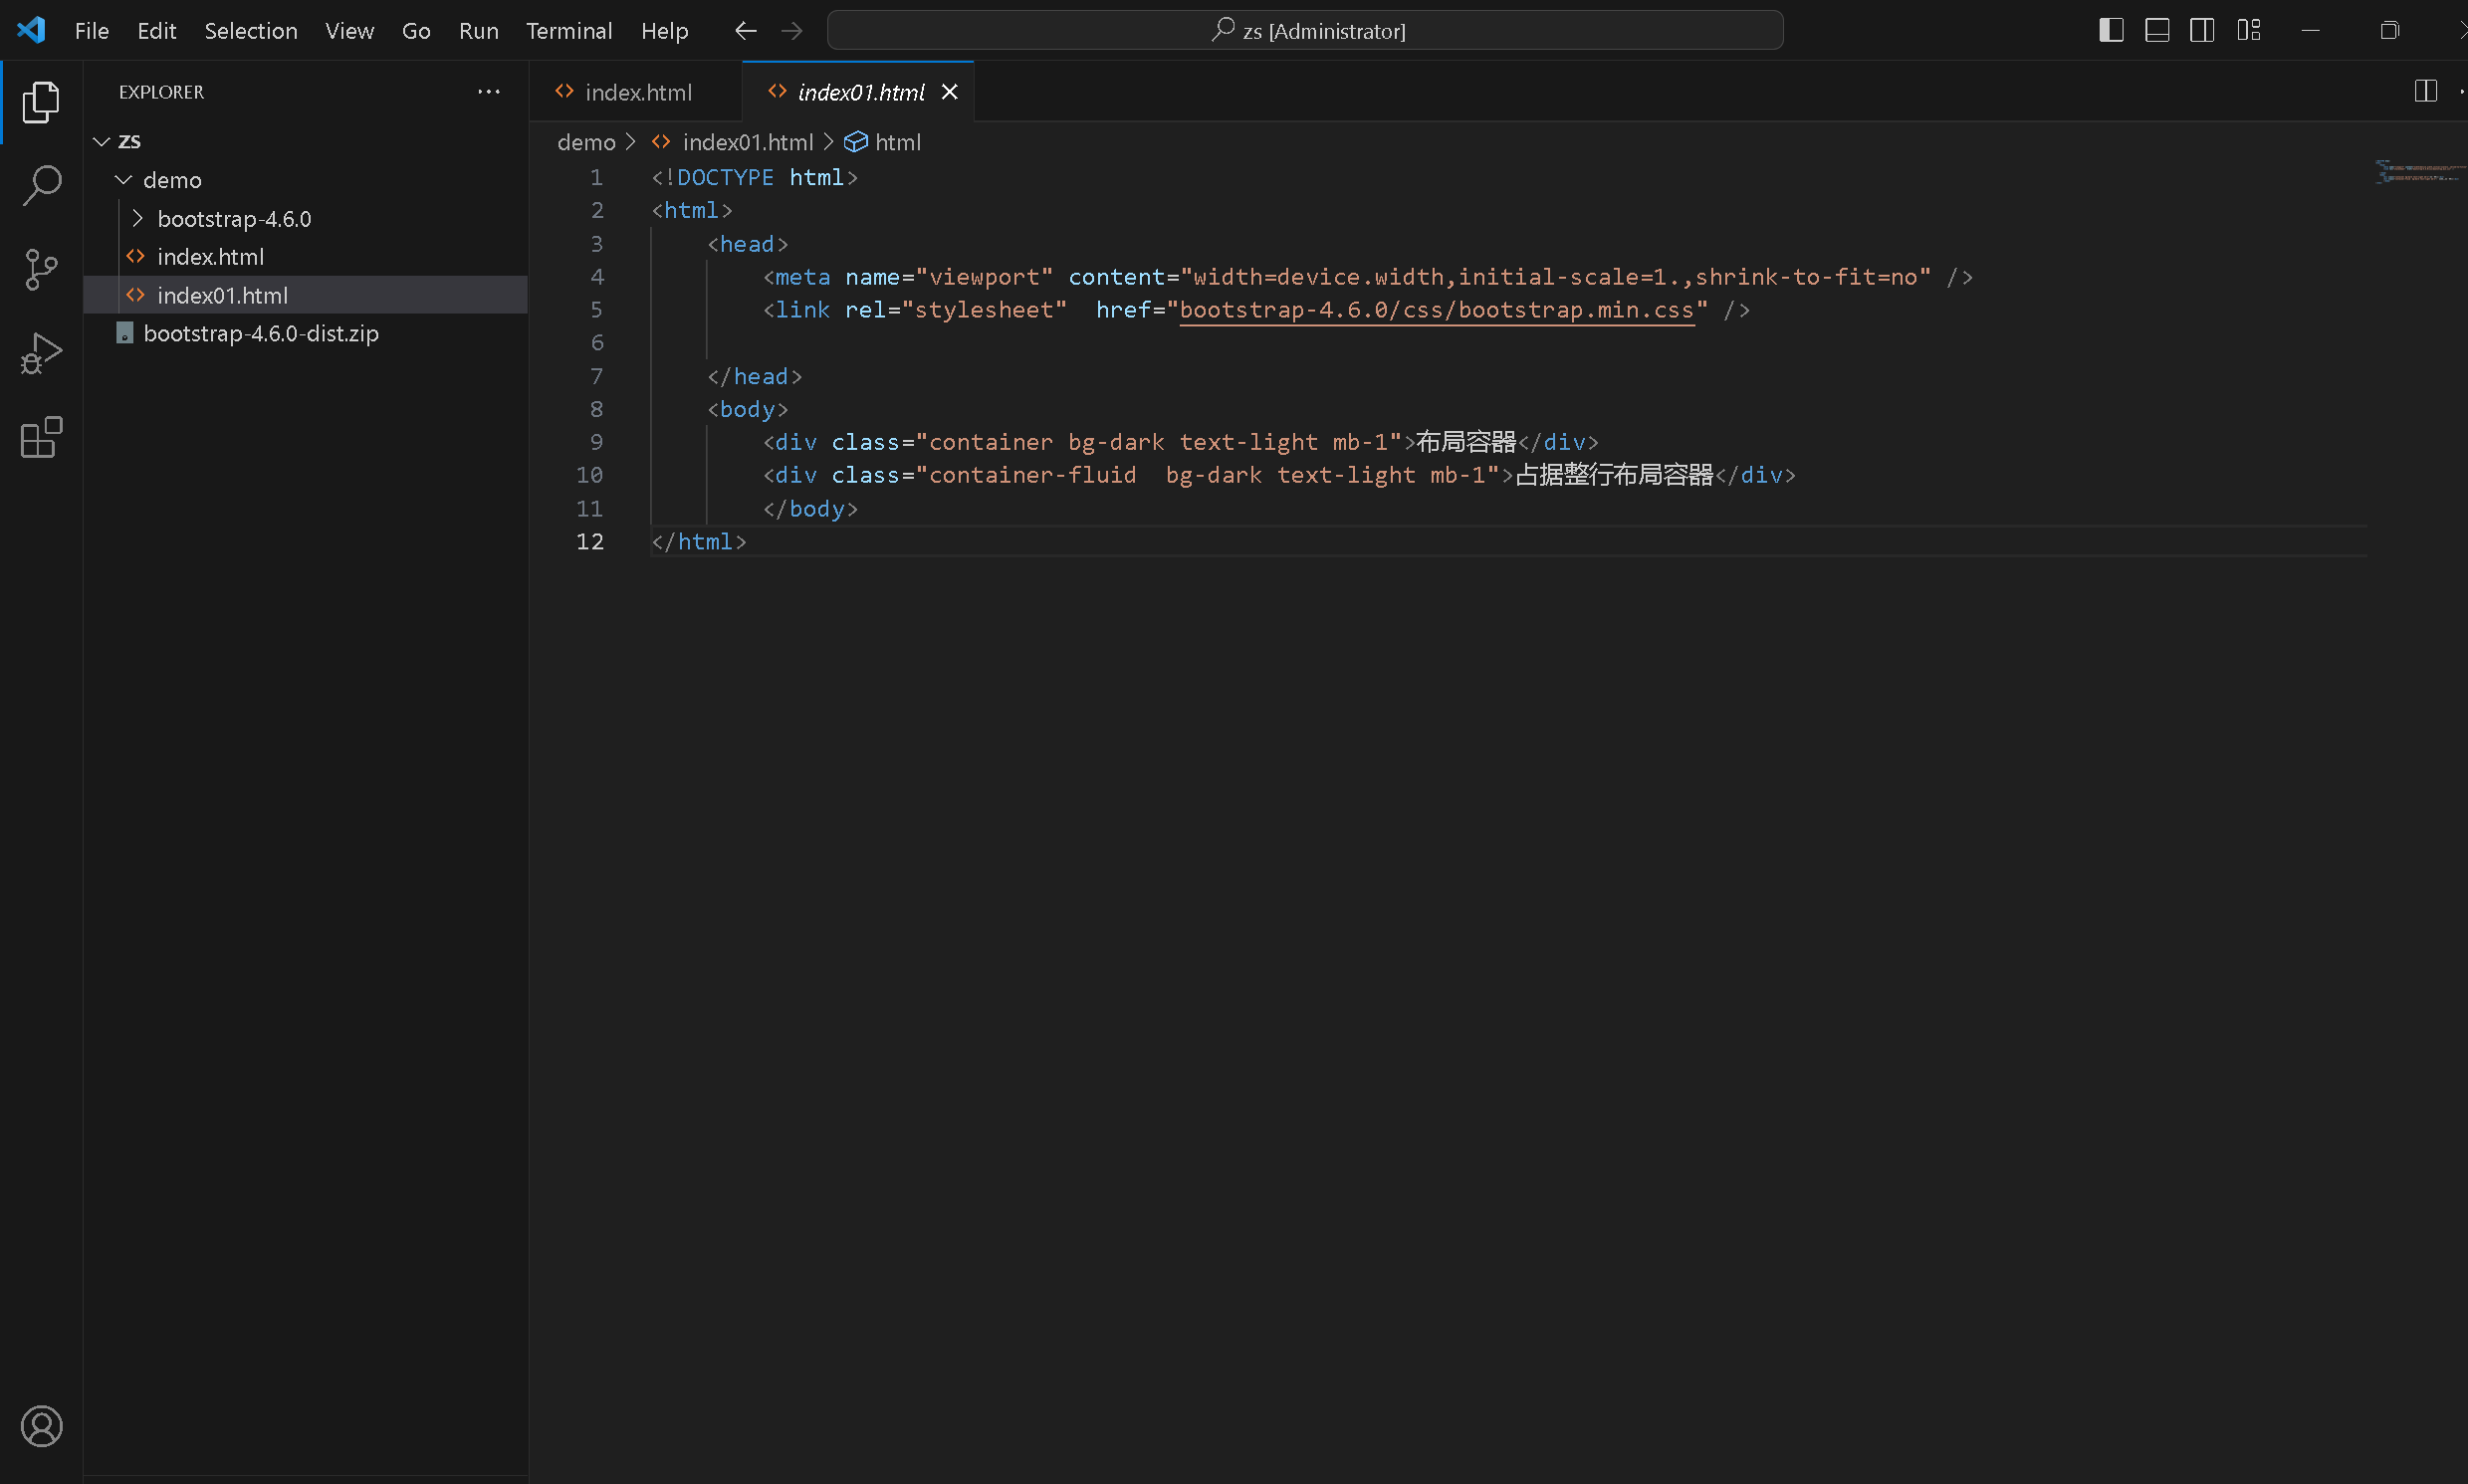 File Edit Selection View Go Run Terminal Help zs [Administrator]
EXPLORER
ZS
demo
bootstrap-4.6.0
index.html
index01.html
bootstrap-4.6.0-dist.zip
index.html index01.html
demo > index01.html > html
1 <!DOCTYPE html>
2 <html>
3 <head>
4 <meta name="viewport" content="width=device.width,initial-scale=1.,shrink-to-fit=no" />
5 <link rel="stylesheet"  href="bootstrap-4.6.0/css/bootstrap.min.css" />
6
7 </head>
8 <body>
9 <div class="container bg-dark text-light mb-1">布局容器</div>
10 <div class="container-fluid  bg-dark text-light mb-1">占据整行布局容器</div>
11 </body>
12 </html>